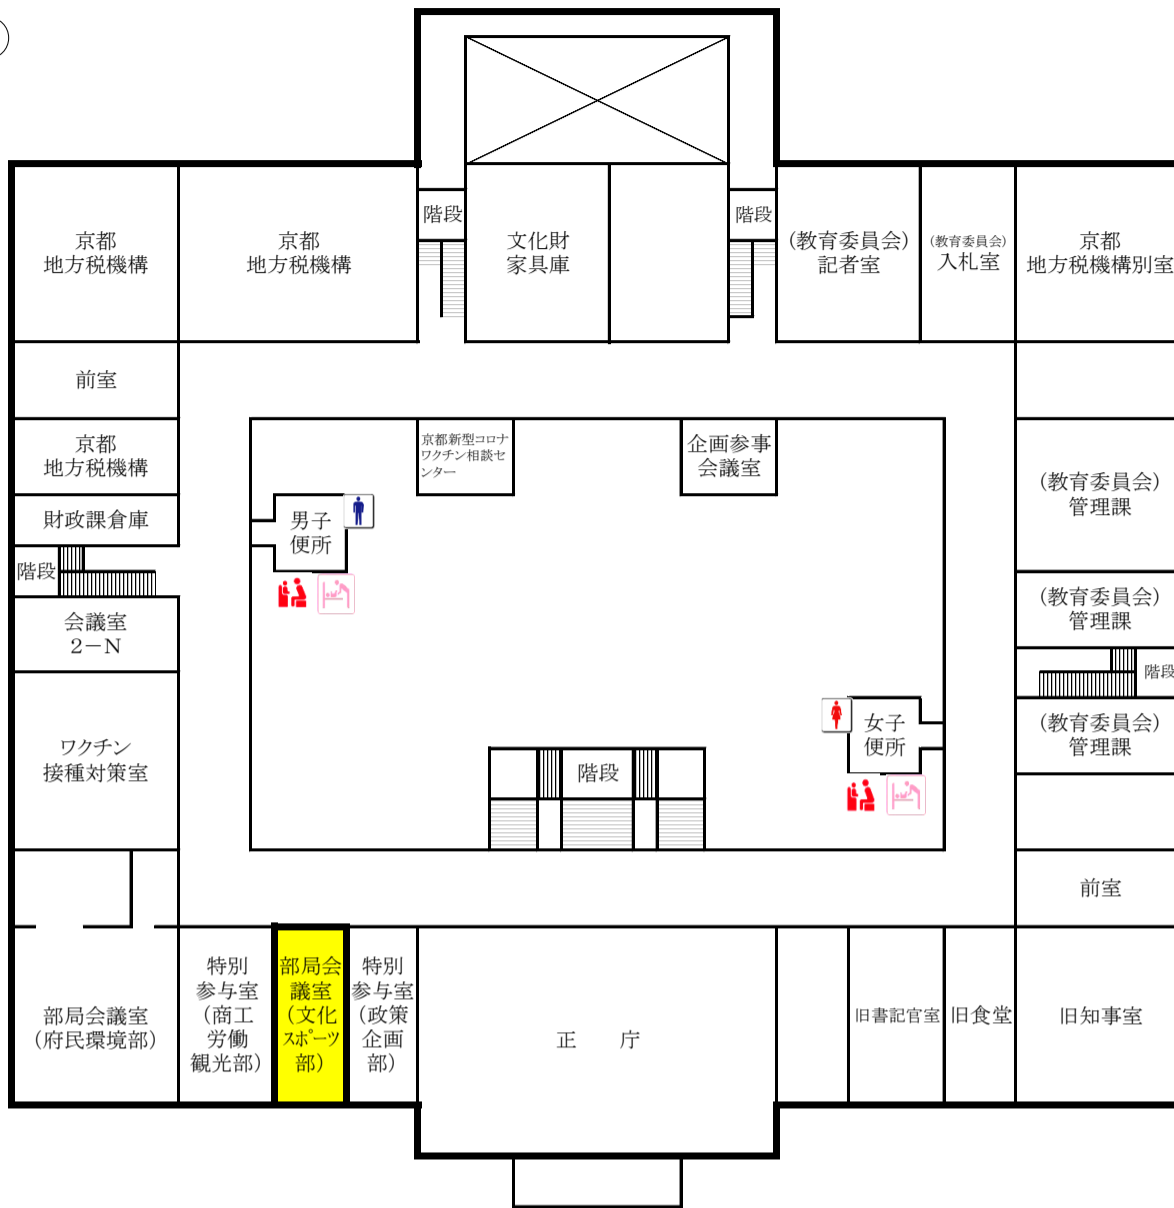 階段
階段
京都
地方税機構
京都
地方税機構
文化財
家具庫
(教育委員会)
記者室
(教育委員会)
入札室
京都
地方税機構別室
前室
京都
地方税機構
京都新型コロナ
ワクチン相談セ
ンター
企画参事
会議室
(教育委員会)
管理課
財政課倉庫
男子
便所
階段
会議室
2-N
(教育委員会)
管理課
階段
ワクチン
接種対策室
女子
便所
(教育委員会)
管理課
階段
前室
部局会議室
(府民環境部)
特別
参与室
(商工
労働
観光部)
部局会
議室
(文化
スポーツ
部)
特別
参与室
(政策
企画
部)
正 庁
旧書記官室
旧食堂
旧知事室